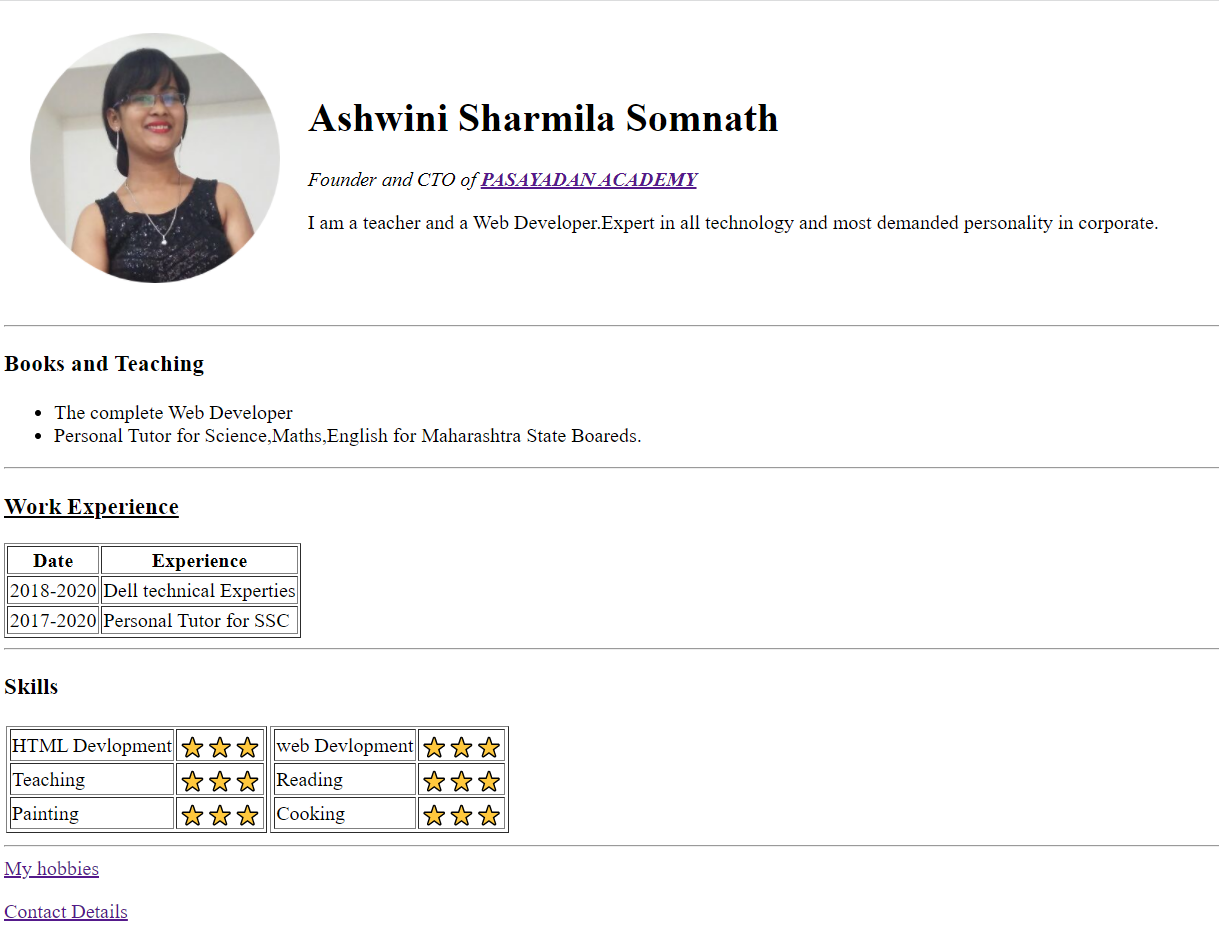 Ashwini Sharmila Somnath
Founder and CTO of PASAYADAN ACADEMY
I am a teacher and a Web Developer.Expert in all technology and most demanded personality in corporate.
Books and Teaching
The complete Web Developer
Personal Tutor for Science,Maths,English for Maharashtra State Boareds.
Work Experience
Date Experience
2018-2020 Dell technical Experties
2017-2020 Personal Tutor for SSC
Skills
HTML Devlopment web Devlopment
Teaching Reading
Painting Cooking
My hobbies
Contact Details